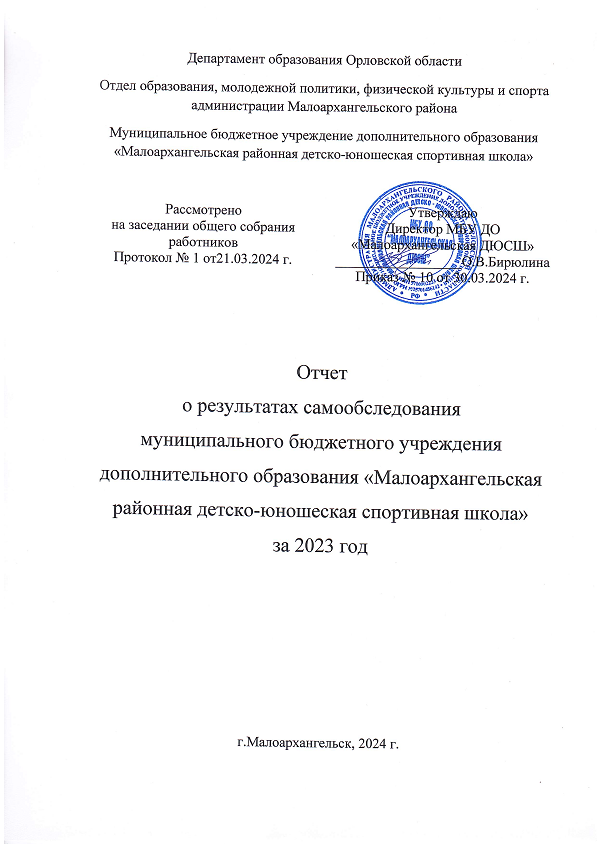 Департамент образования Орловской области
Отдел образования, молодежной политики, физической культуры и спорта
администрации Малоархангельского района
Муниципальное бюджетное учреждение дополнительного образования
«Малоархангельская районная детско-юношеская спортивная школа»
Рассмотрено
на заседании общего собрания
работников
Протокол № 1 от21.03.2024 г.
Утверждаю
Директор МБУ ДО
«Малоархангельская ДЮСШ»
О.В.Бирюлина
Приказ № 10 от 30.03.2024 г.
Отчет
о результатах самообследования
муниципального бюджетного учреждения
дополнительного образования «Малоархангельская
районная детско-юношеская спортивная школа»
за 2023 год
г.Малоархангельск, 2024 г.